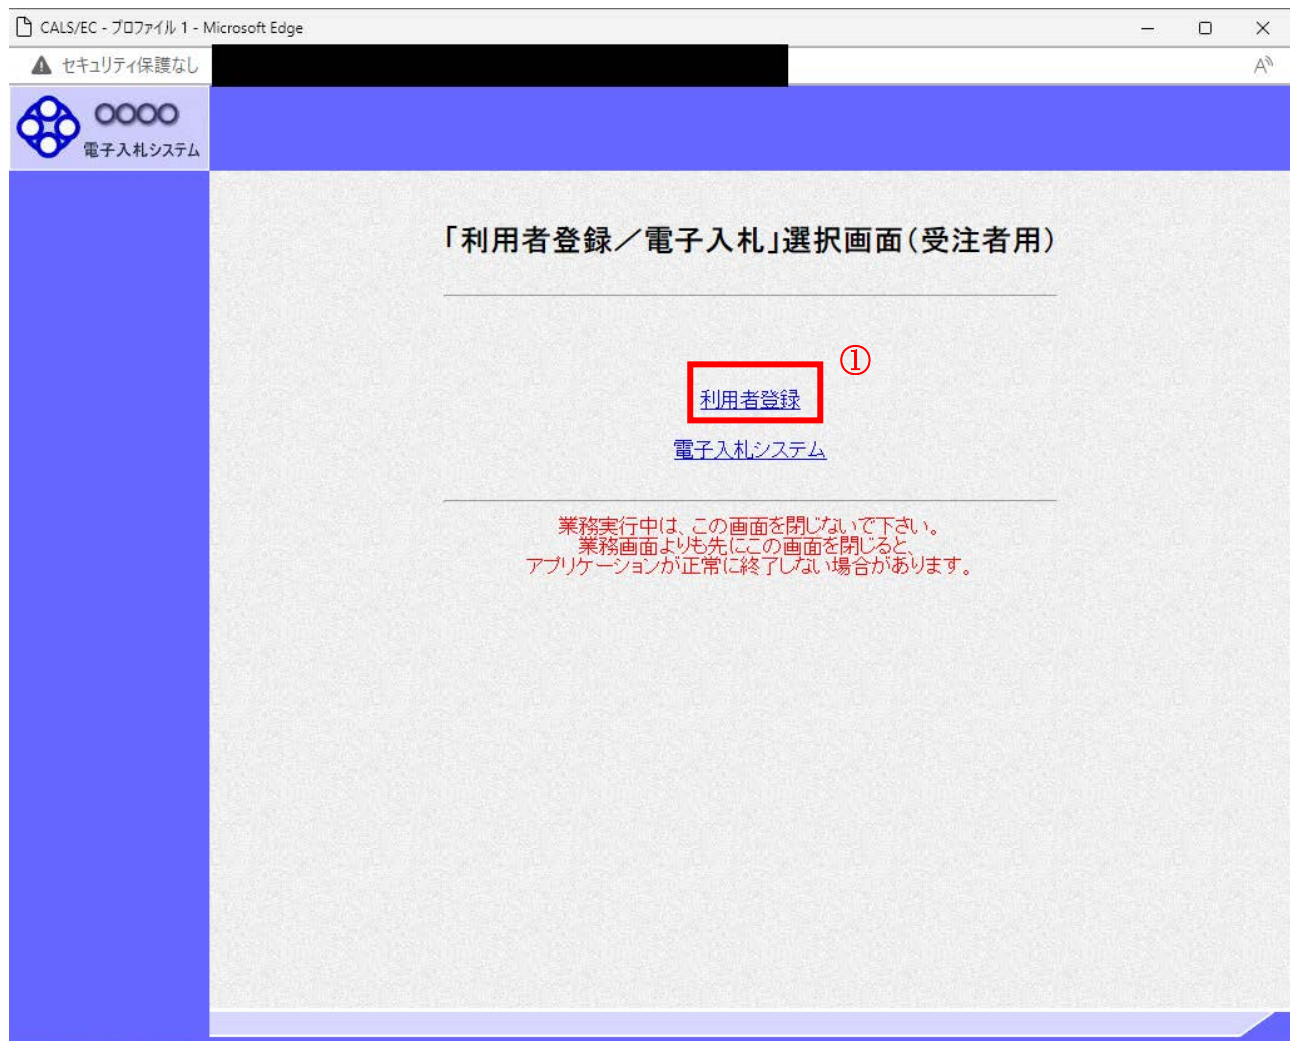 CALS/EC - プロファイル 1 - Microsoft Edge
セキュリティ保護なし
○○○○
電子入札システム
「利用者登録／電子入札」選択画面(受注者用)
①
利用者登録
電子入札システム
業務実行中は、この画面を閉じないで下さい。
業務画面よりも先にこの画面を閉じると、
アプリケーションが正常に終了しない場合があります。